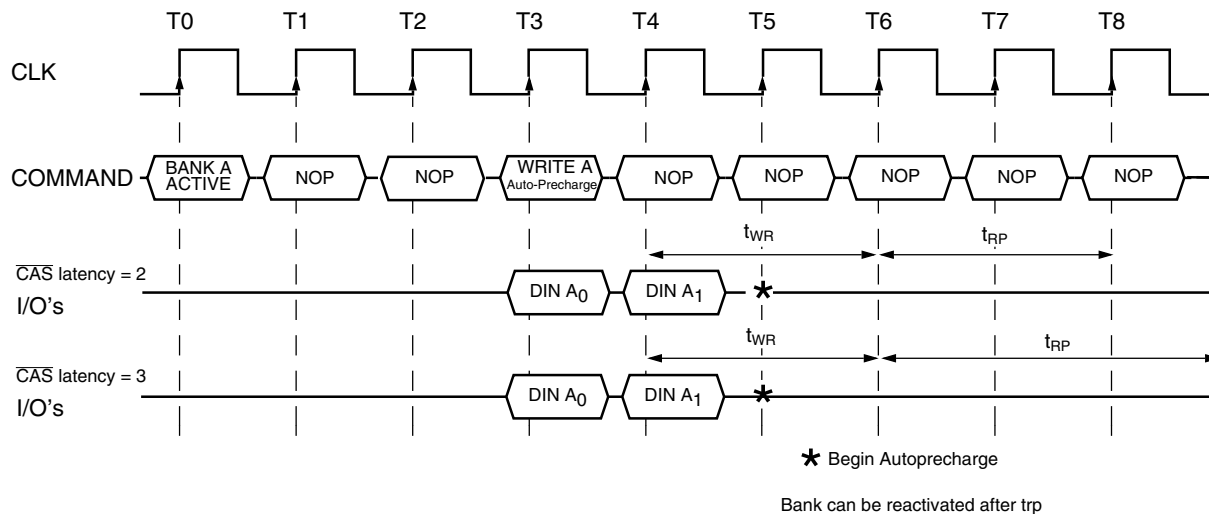 T0 T1 T2 T3 T4 T5 T6 T7 T8
CLK
COMMAND
BANK A
ACTIVE
NOP
NOP
WRITE A
Auto-Precharge
NOP
NOP
NOP
NOP
NOP
tWR
tRP
CAS latency = 2
I/O's
DIN A0
DIN A1
*
tWR
tRP
CAS latency = 3
I/O's
DIN A0
DIN A1
*
* Begin Autoprecharge
Bank can be reactivated after trp